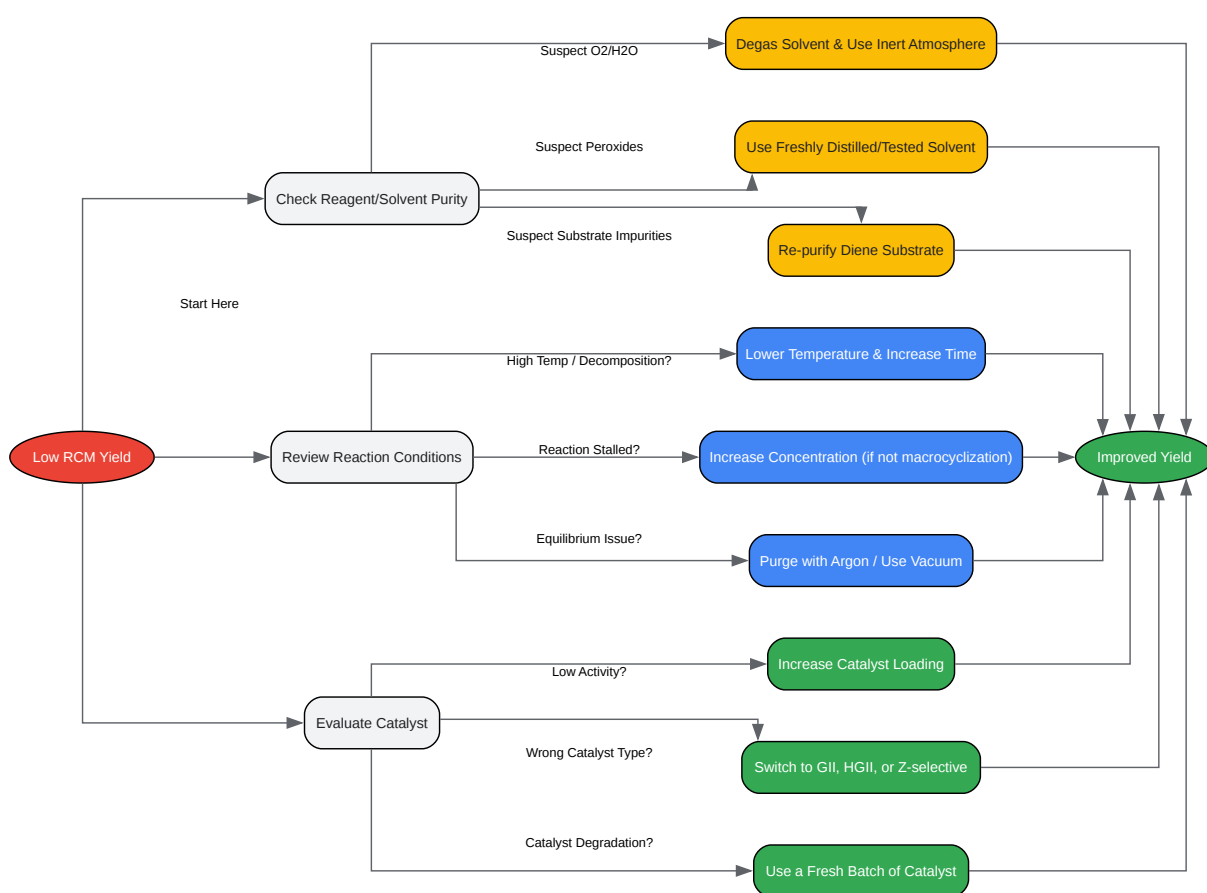 Suspect O2/H2O
Degas Solvent & Use Inert Atmosphere
Suspect Peroxides
Use Freshly Distilled/Tested Solvent
Check Reagent/Solvent Purity
Suspect Substrate Impurities
Re-purify Diene Substrate
Start Here
High Temp / Decomposition?
Lower Temperature & Increase Time
Low RCM Yield
Review Reaction Conditions
Reaction Stalled?
Increase Concentration (if not macrocyclization)
Improved Yield
Equilibrium Issue?
Purge with Argon / Use Vacuum
Low Activity?
Increase Catalyst Loading
Evaluate Catalyst
Wrong Catalyst Type?
Switch to GII, HGII, or Z-selective
Catalyst Degradation?
Use a Fresh Batch of Catalyst